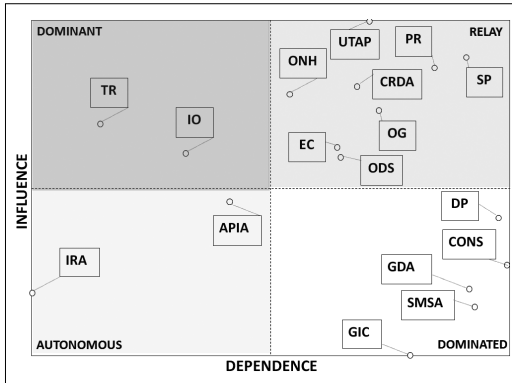 DOMINANT
RELAY
UTAP
PR
ONH
SP
CRDA
TR
IO
OG
EC
ODS
INFLUENCE
DP
APIA
CONS
IRA
GDA
SMSA
GIC
AUTONOMOUS
DOMINATED
DEPENDENCE